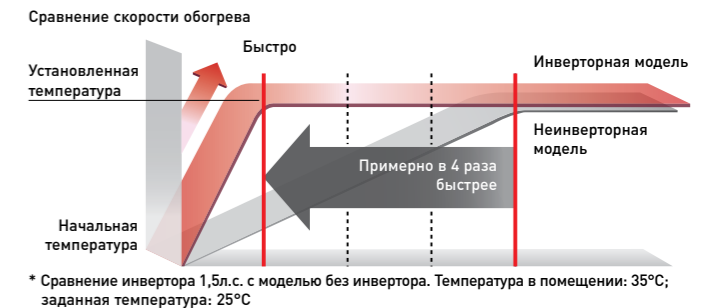 Сравнение скорости обогрева
Быстро
Установленная
температура
Инверторная модель
Неинверторная
модель
Примерно в 4 раза
быстрее
Начальная
температура
* Сравнение инвертора 1,5л.с. с моделью без инвертора. Температура в помещении: 35°C;
заданная температура: 25°C